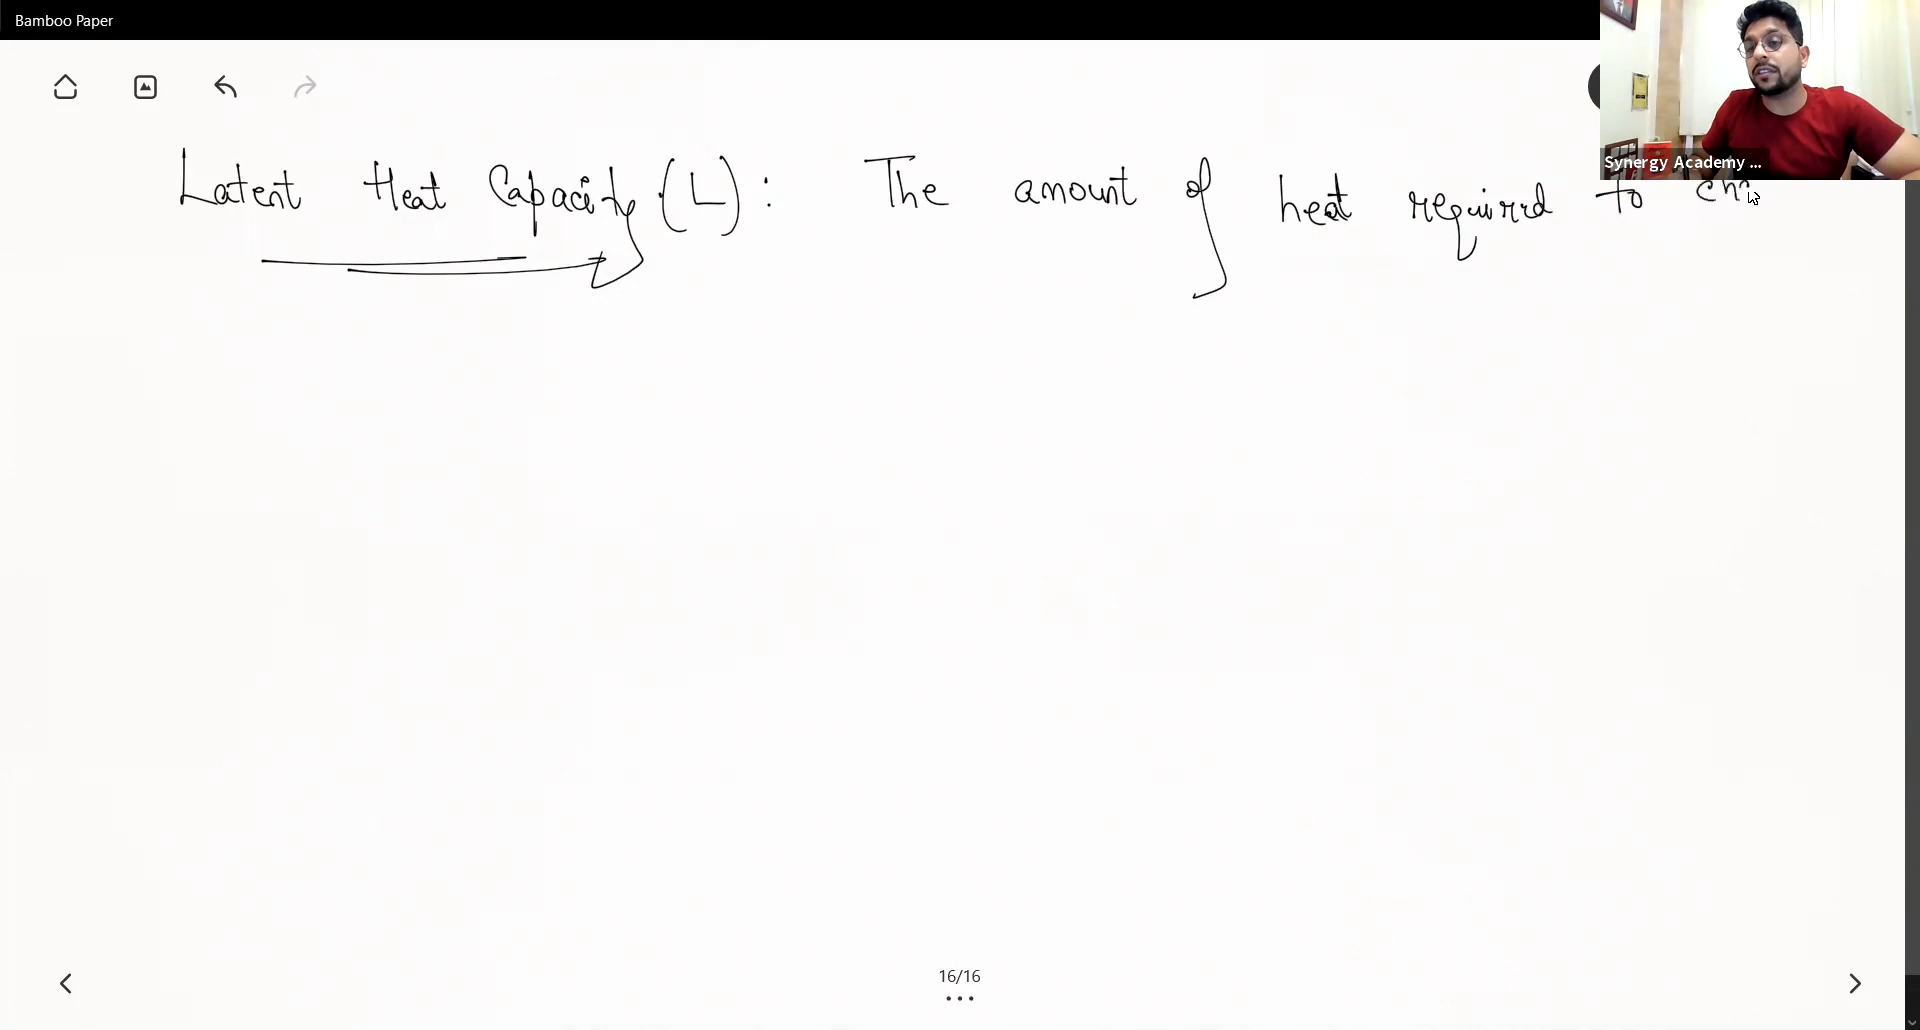 Bamboo Paper
Synergy Academy ...
Latent Heat Capacity (L) : The amount of heat required to
16/16